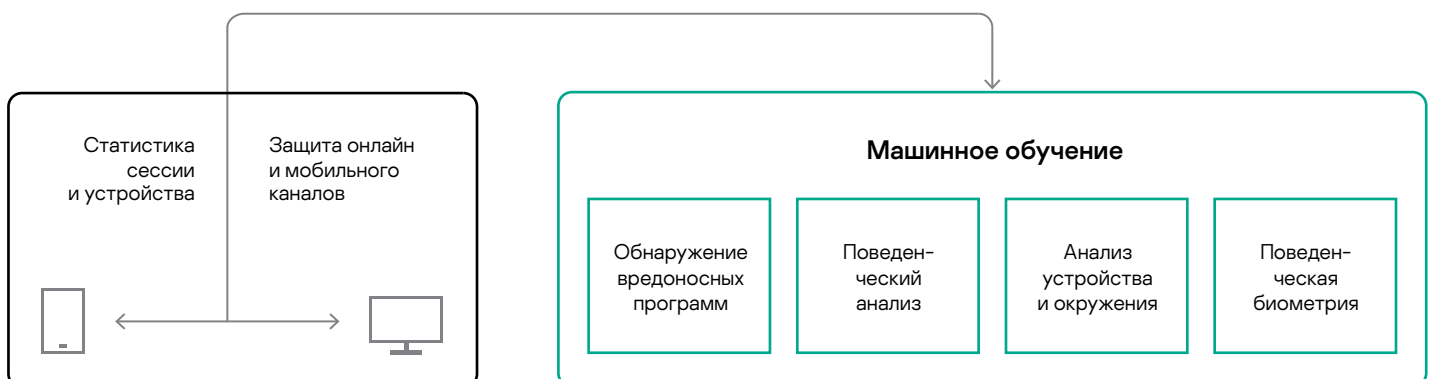 Статистика
сессии
и устройства
Защита онлайн
и мобильного
каналов
Машинное обучение
Обнаружение
вредоносных
программ
Поведен-
ческий
анализ
Анализ
устройства
и окружения
Поведен-
ческая
биометрия